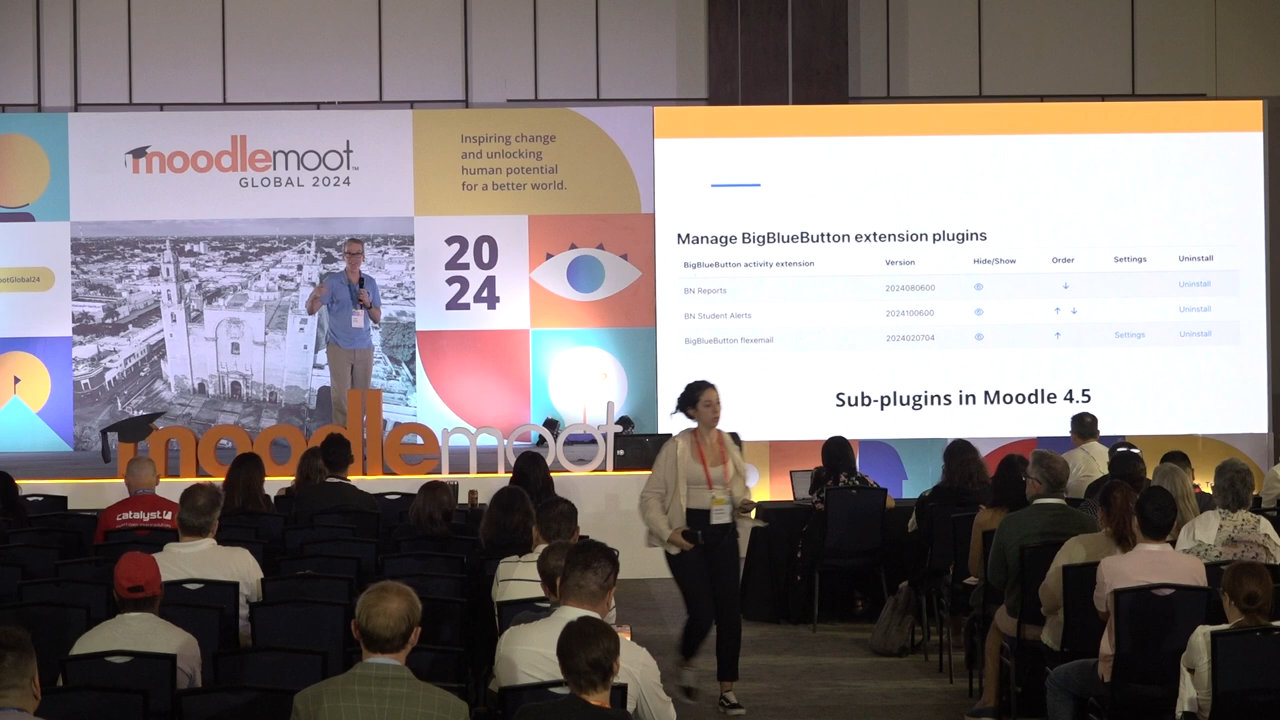 moodlemoot™
GLOBAL 2024
Inspiring change
and unlocking
human potential
for a better world.
ootGlobal24
20
24
Manage BigBlueButton extension plugins
BigBlueButton activity extension Version Hide/Show Order Settings Uninstall
BN Reports 2024080600 ↓ Uninstall
BN Student Alerts 2024100600 ↑ ↓ Uninstall
BigBlueButton flexemail 2024020704 ↑ Settings Uninstall
Sub-plugins in Moodle 4.5
moodlemoot
catalyst